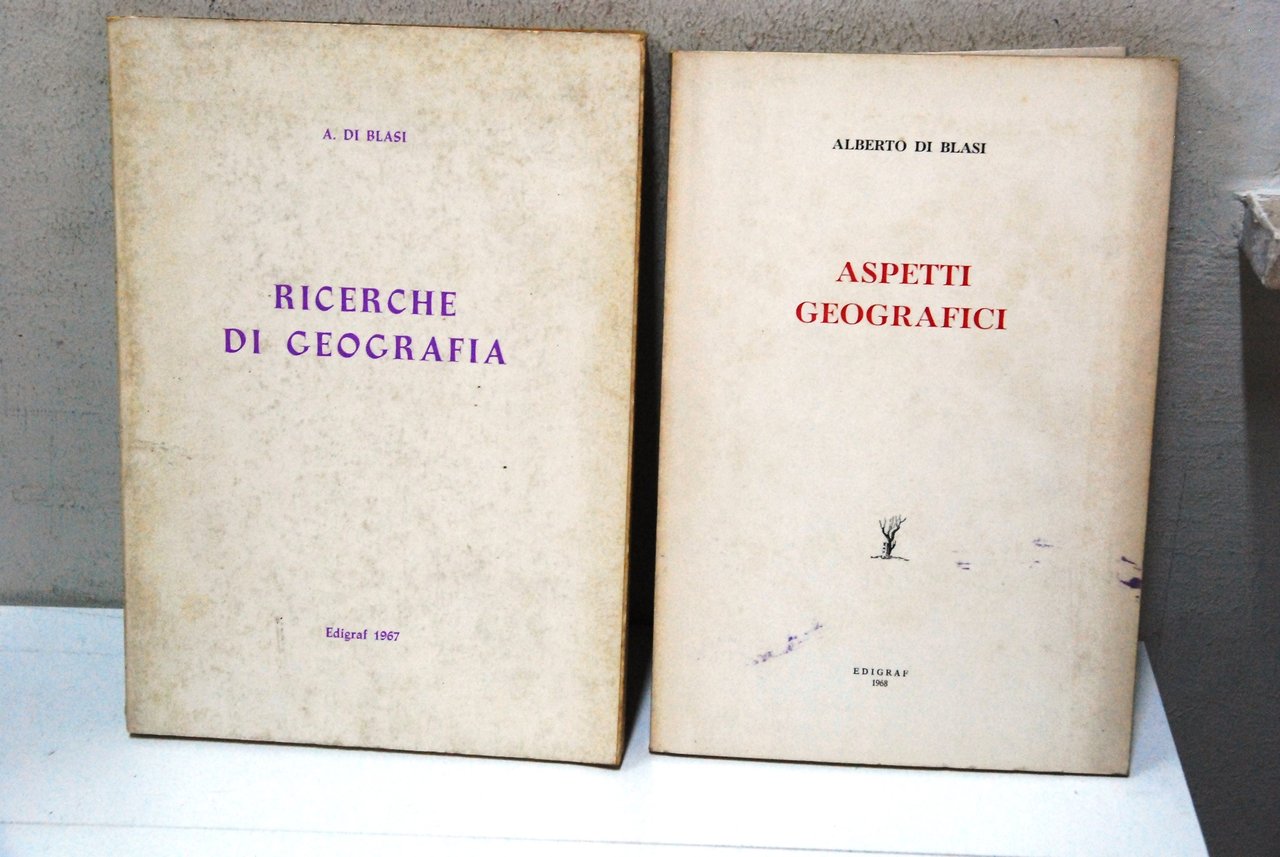 A. DI BLASI
RICERCHE
DI GEOGRAFIA
Edigraf 1967
ALBERTO DI BLASI
ASPETTI
GEOGRAFICI
EDIGRAF
1968